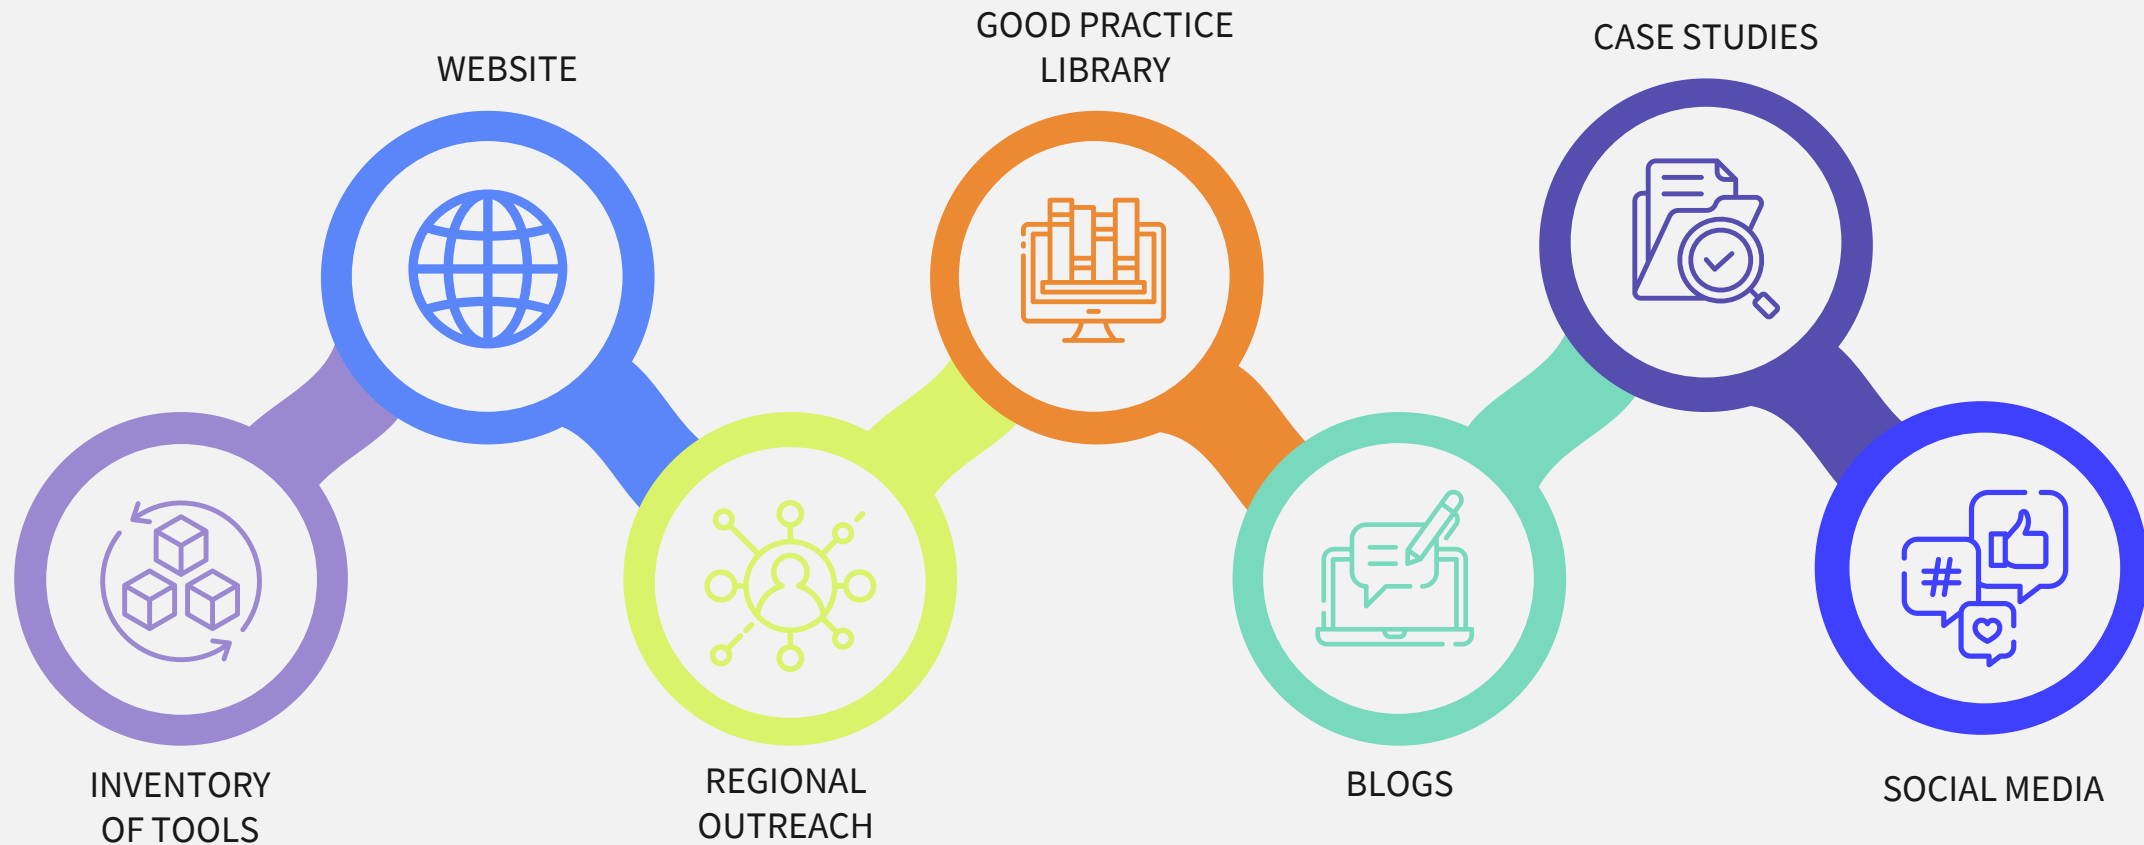 INVENTORY
OF TOOLS
WEBSITE
REGIONAL
OUTREACH
GOOD PRACTICE
LIBRARY
BLOGS
CASE STUDIES
SOCIAL MEDIA
#